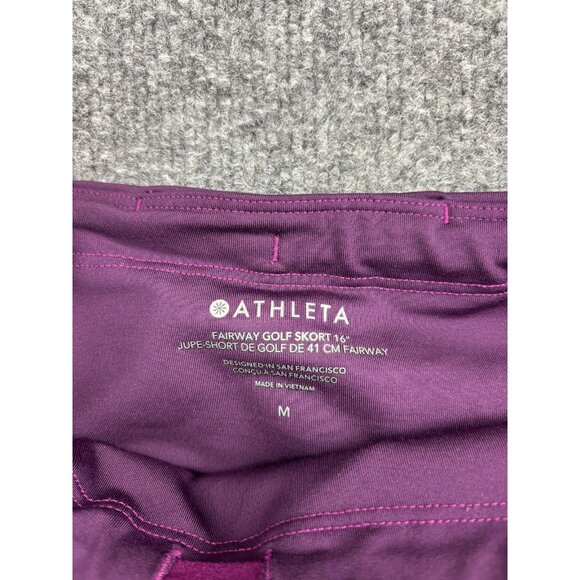 ATHLETA
FAIRWAY GOLF SKORT 16"
JUPE-SHORT DE GOLF DE 41 CM FAIRWAY
DESIGNED IN SAN FRANCISCO
CONÇU À SAN FRANCISCO
MADE IN VIETNAM
M